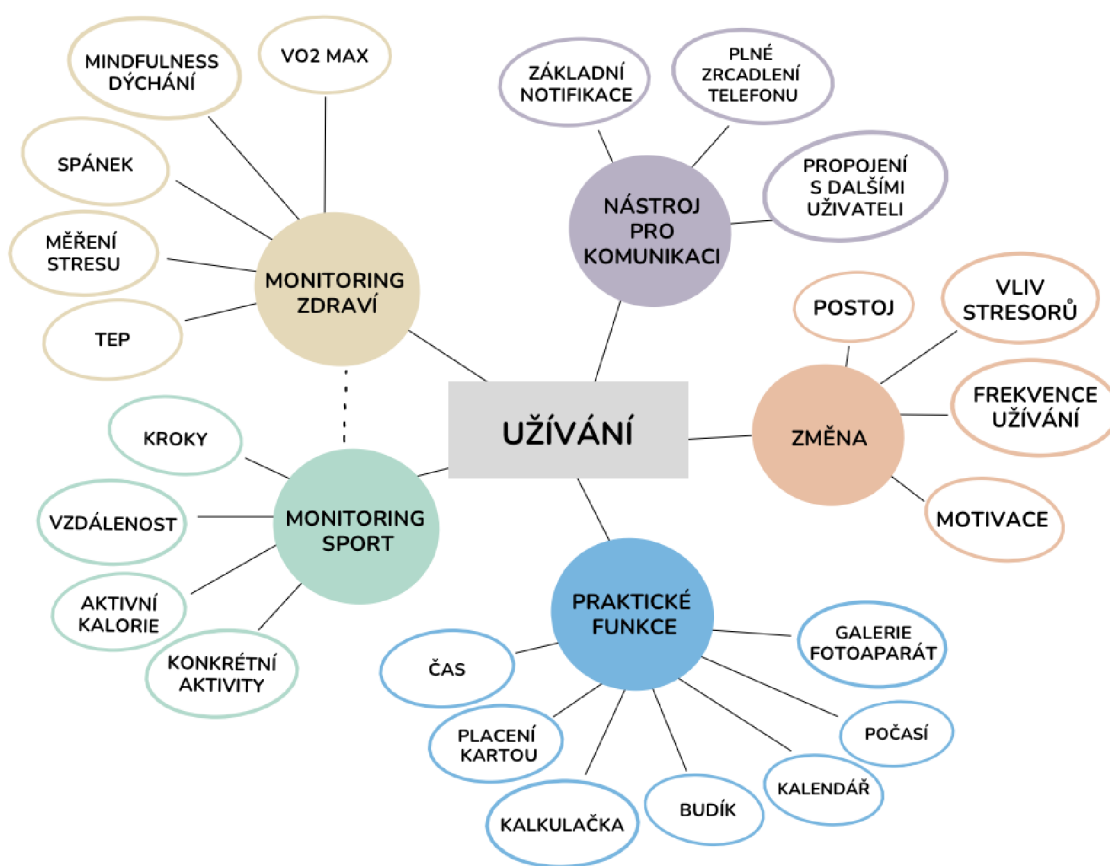 MINDFULNESS
DÝCHÁNÍ
VO2 MAX
SPÁNEK
MĚŘENÍ
STRESU
TEP
MONITORING
ZDRAVÍ
ZÁKLADNÍ
NOTIFIKACE
PLNÉ
ZRCADLENÍ
TELEFONU
PROPOJENÍ
S DALŠÍMI
UŽIVATELI
NÁSTROJ
PRO
KOMUNIKACI
UŽÍVÁNÍ
POSTOJ
VLIV
STRESORŮ
FREKVENCE
UŽÍVÁNÍ
MOTIVACE
ZMĚNA
KROKY
VZDÁLENOST
AKTIVNÍ
KALORIE
KONKRÉTNÍ
AKTIVITY
MONITORING
SPORT
PRAKTICKÉ
FUNKCE
ČAS
PLACENÍ
KARTOU
KALKULAČKA
BUDÍK
KALENDÁŘ
POČASÍ
GALERIE
FOTOAPARÁT